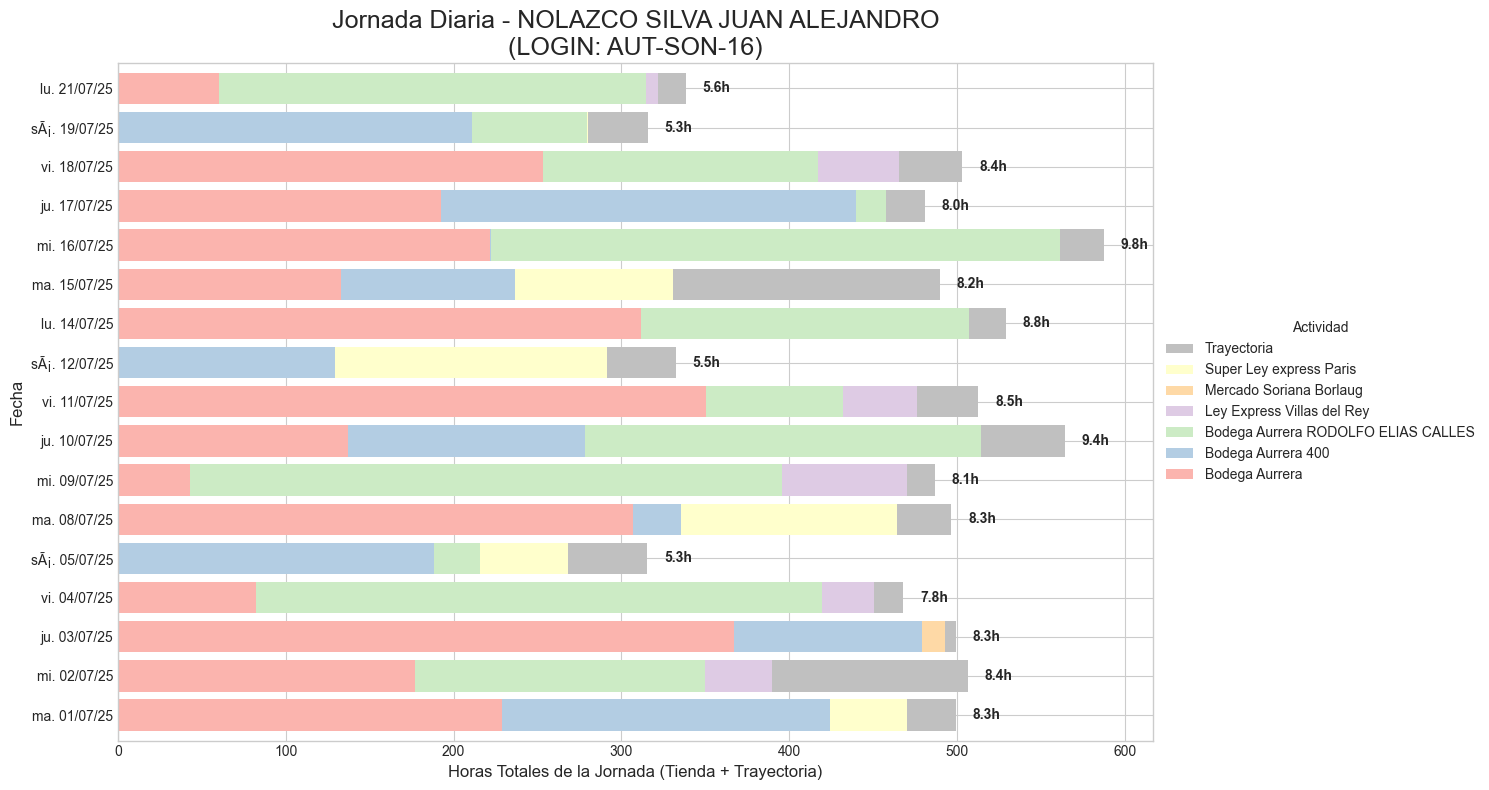 Jornada Diaria - NOLAZCO SILVA JUAN ALEJANDRO
(LOGIN: AUT-SON-16)
Fecha
lu. 21/07/25 5.6h
sÃ¡. 19/07/25 5.3h
vi. 18/07/25 8.4h
ju. 17/07/25 8.0h
mi. 16/07/25 9.8h
ma. 15/07/25 8.2h
lu. 14/07/25 8.8h
sÃ¡. 12/07/25 5.5h
vi. 11/07/25 8.5h
ju. 10/07/25 9.4h
mi. 09/07/25 8.1h
ma. 08/07/25 8.3h
sÃ¡. 05/07/25 5.3h
vi. 04/07/25 7.8h
ju. 03/07/25 8.3h
mi. 02/07/25 8.4h
ma. 01/07/25 8.3h
0 100 200 300 400 500 600
Horas Totales de la Jornada (Tienda + Trayectoria)
Actividad
Trayectoria
Super Ley express Paris
Mercado Soriana Borlaug
Ley Express Villas del Rey
Bodega Aurrera RODOLFO ELIAS CALLES
Bodega Aurrera 400
Bodega Aurrera